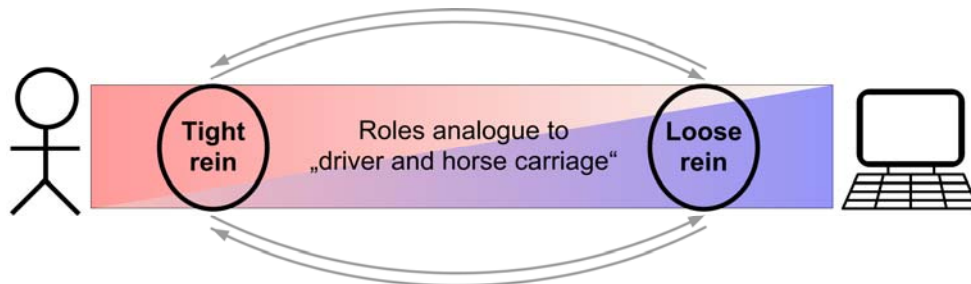 Tight
rein
Roles analogue to
„driver and horse carriage“
Loose
rein